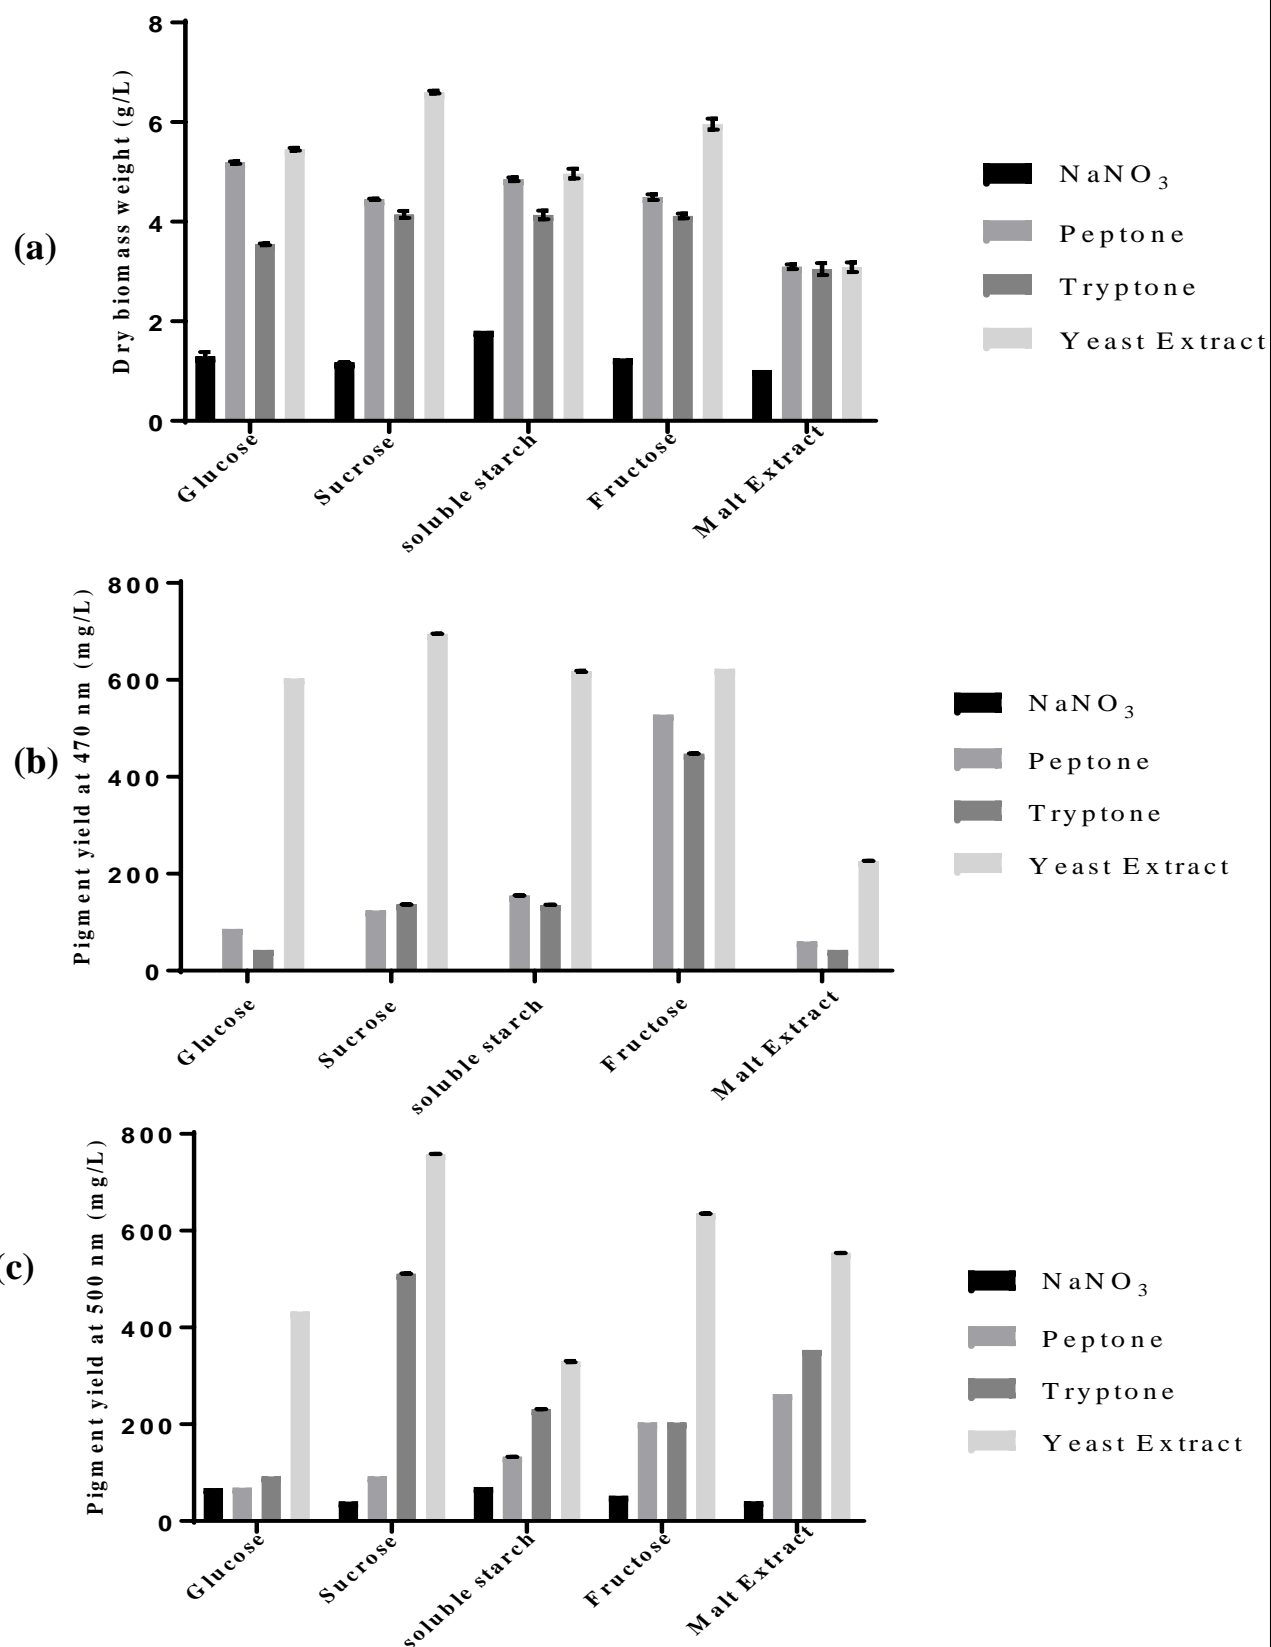 (a)
Dry biomass weight (g/L)
8
6
4
2
0
Glucose
Sucrose
soluble starch
Fructose
Malt Extract
NaNO3
Peptone
Tryptone
Yeast Extract
(b)
Pigment yield at 470 nm (mg/L)
800
600
400
200
0
Glucose
Sucrose
soluble starch
Fructose
Malt Extract
NaNO3
Peptone
Tryptone
Yeast Extract
(c)
Pigment yield at 500 nm (mg/L)
800
600
400
200
0
Glucose
Sucrose
soluble starch
Fructose
Malt Extract
NaNO3
Peptone
Tryptone
Yeast Extract